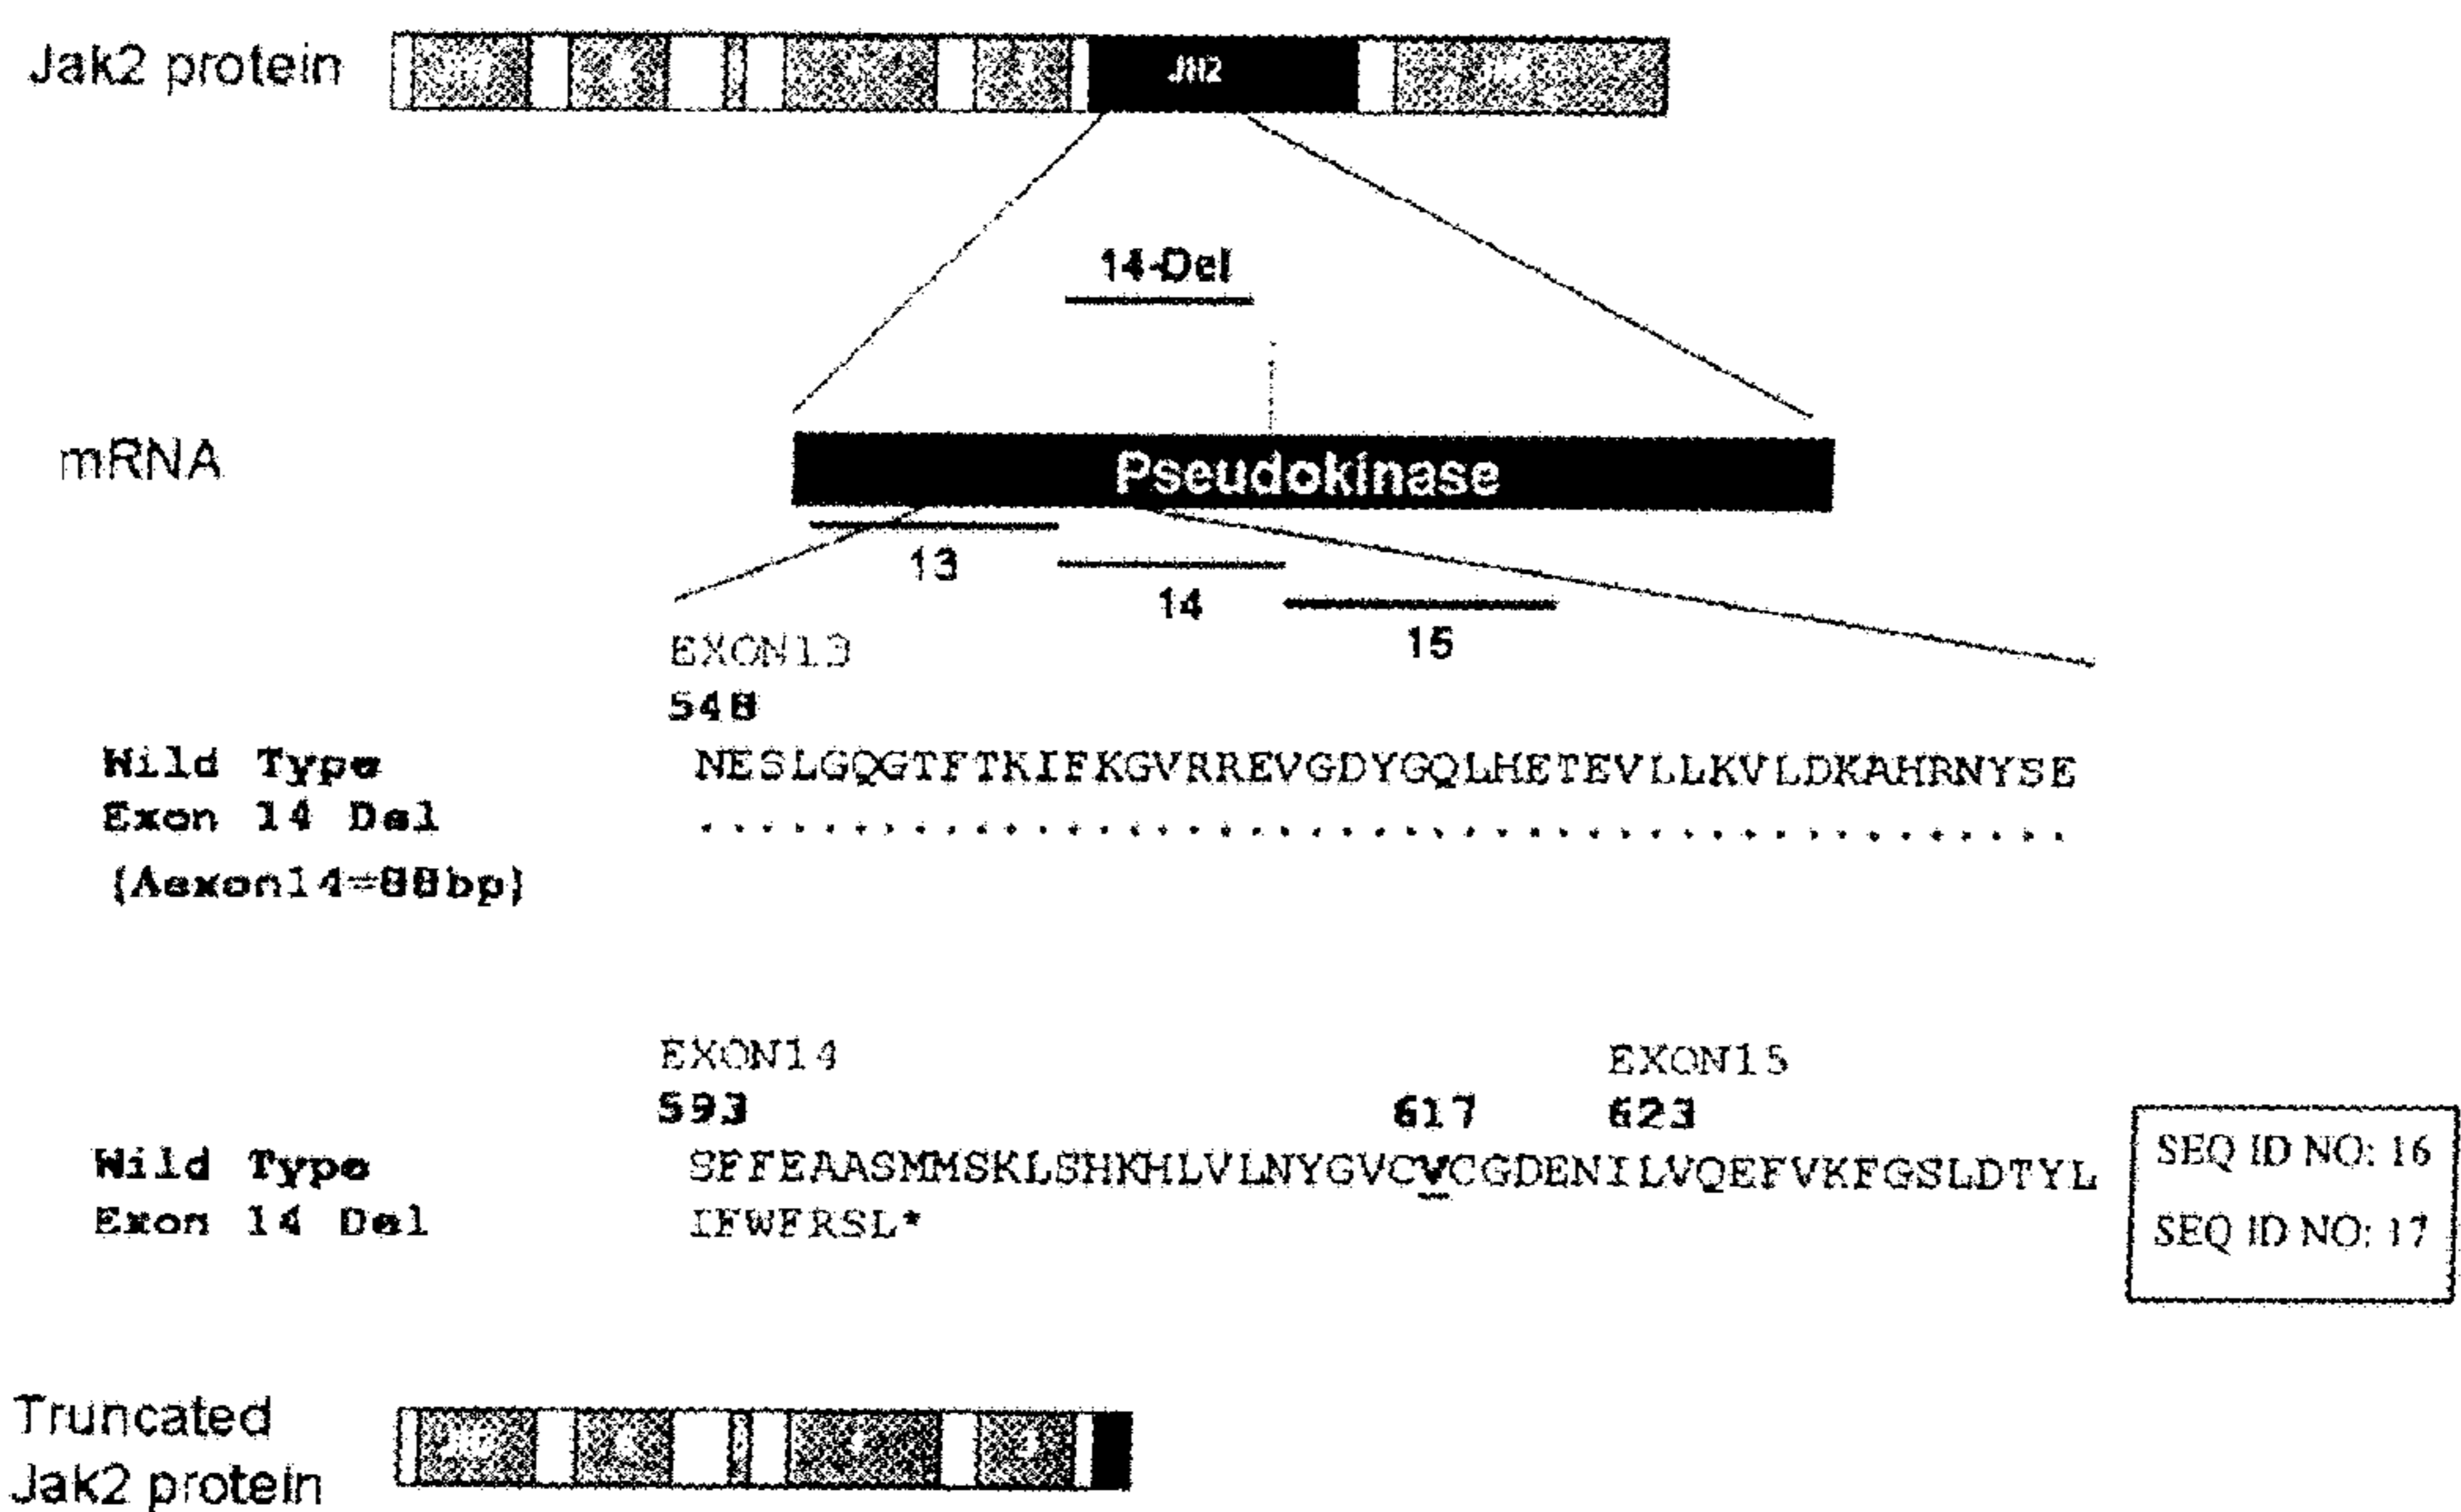 Jak2 protein
JH2
14-Del
mRNA
Pseudokinase
13
14
15
EXON13
548
Wild Type NESLGQGTFTKIFKGVRREVGDYGQLHETEVLLKVLDKAHRNYSE
Exon 14 Del .............................................
(Δexon14=88bp)
EXON14 EXON15
593 617 623
Wild Type SFFEAASMMSKLSHKHLVLNYGVCVCGDENILVQEFVKFGSLDTYL SEQ ID NO: 16
Exon 14 Del IFWFRSL* SEQ ID NO: 17
Truncated
Jak2 protein